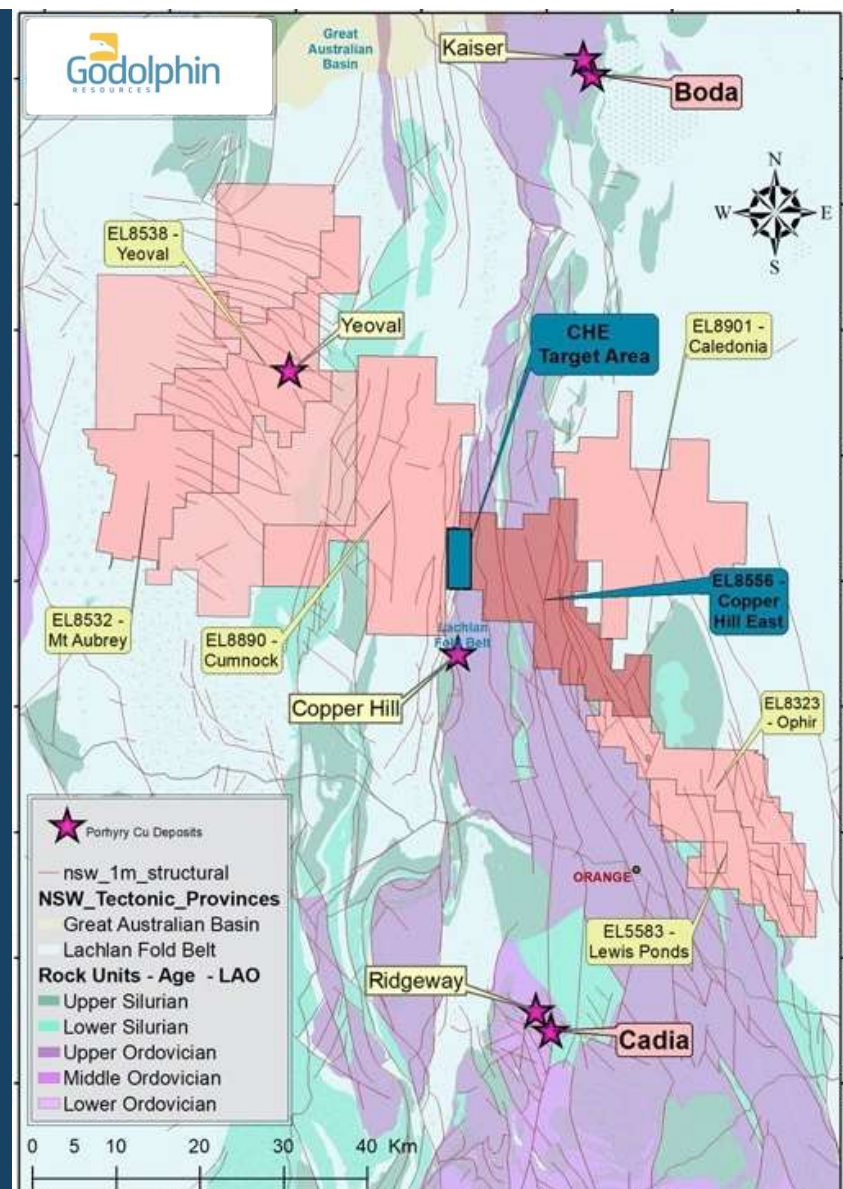 Godolphin
RESOURCES
Great
Australian
Basin
Kaiser
Boda
N
W
E
S
EL8538 -
Yeoval
Yeoval
CHE
Target Area
EL8901 -
Caledonia
EL8556 -
Copper
Hill East
EL8532 -
Mt Aubrey
EL8890 -
Cumnock
Lachlan
Fold Belt
Copper Hill
EL8323
- Ophir
Porhyry Cu Deposits
nsw_1m_structural
NSW_Tectonic_Provinces
Great Australian Basin
Lachlan Fold Belt
Rock Units - Age - LAO
Upper Silurian
Lower Silurian
Upper Ordovician
Middle Ordovician
Lower Ordovician
ORANGE
EL5583 -
Lewis Ponds
Ridgeway
Cadia
0 5 10 20 30 40 Km